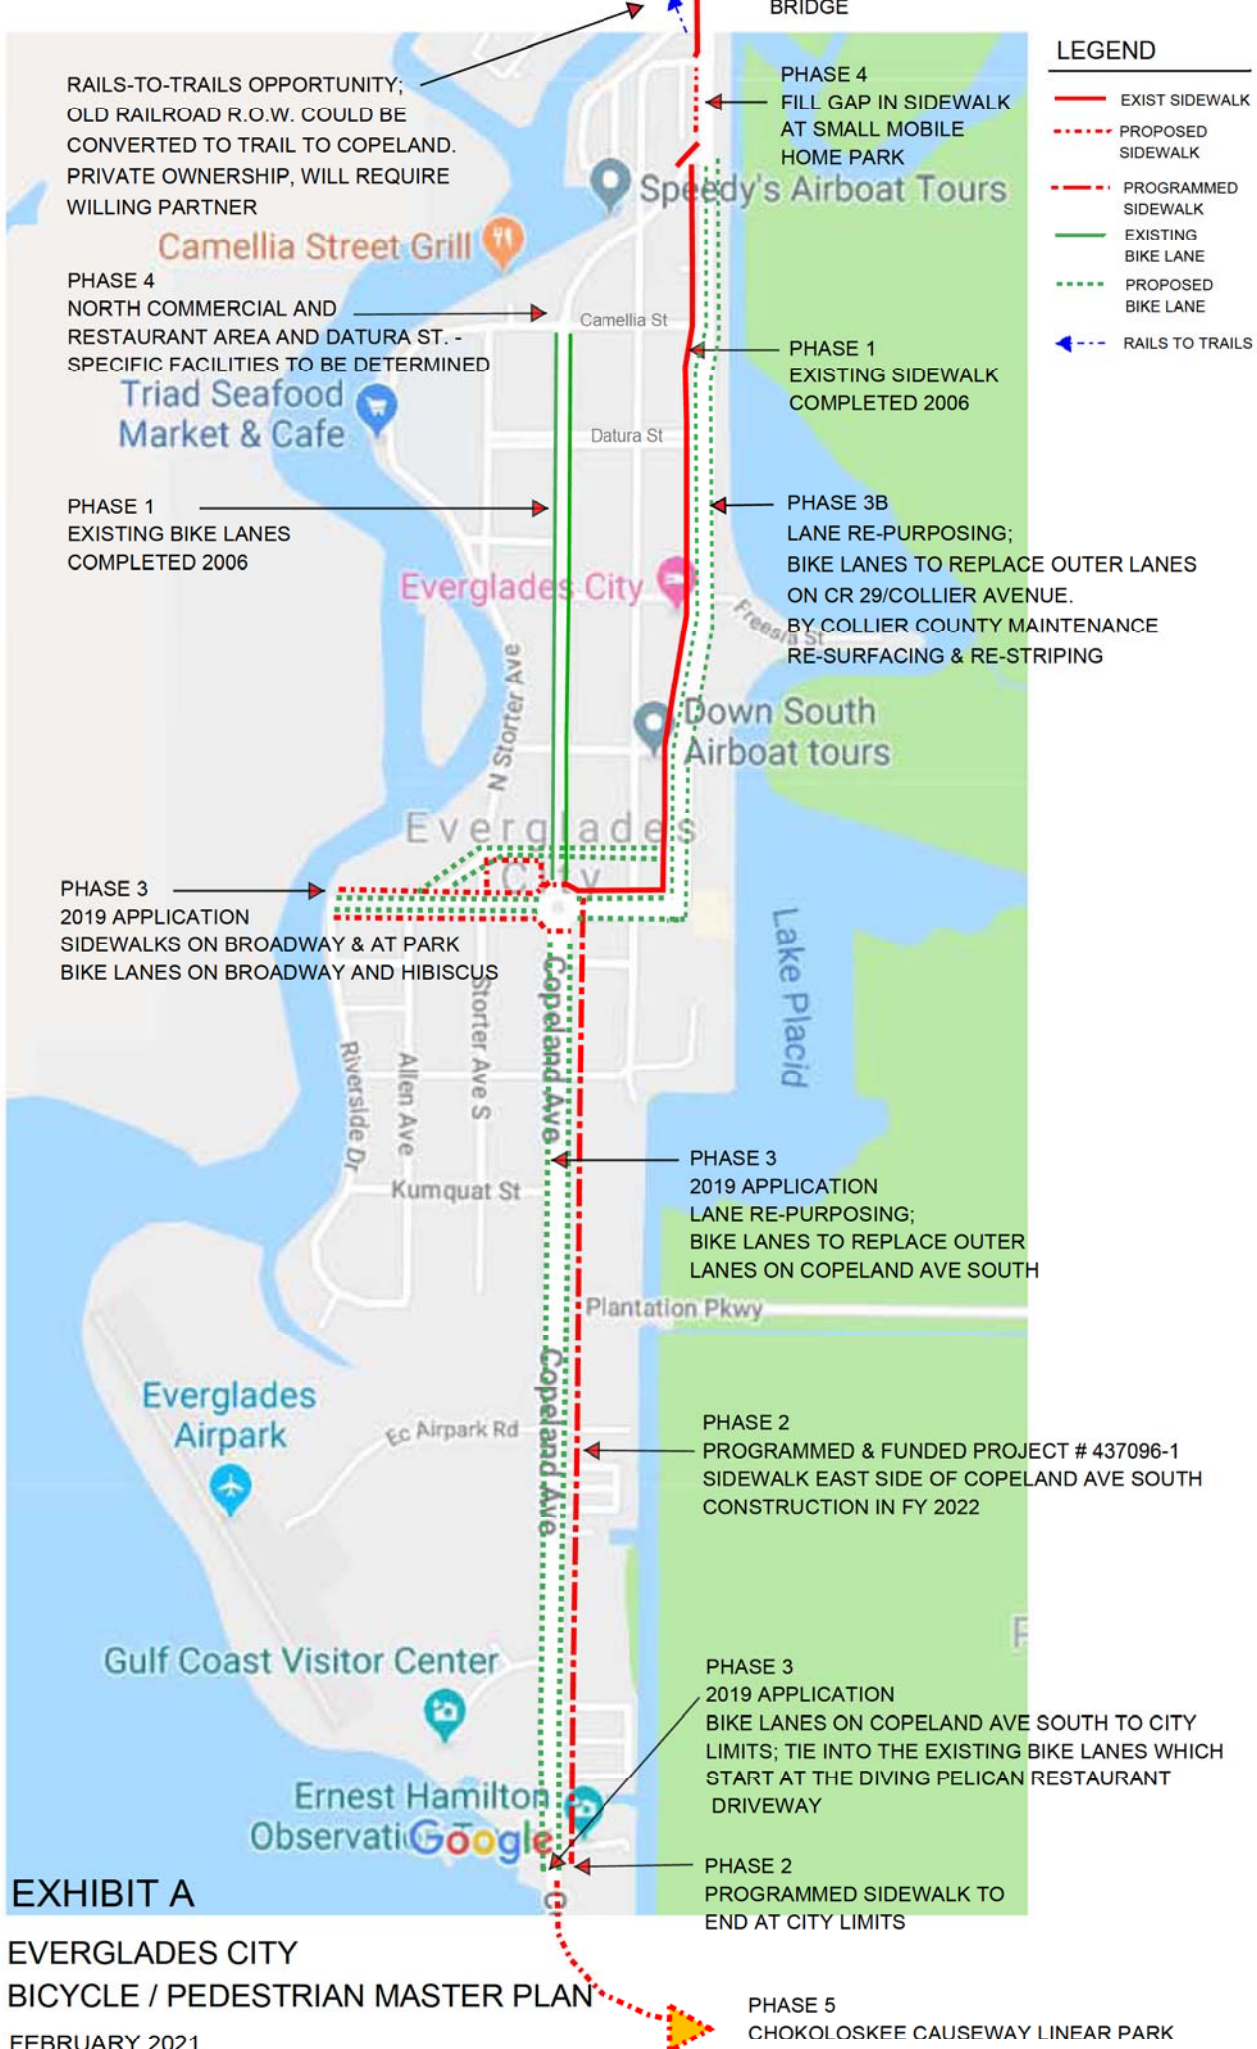 BRIDGE
RAILS-TO-TRAILS OPPORTUNITY;
OLD RAILROAD R.O.W. COULD BE
CONVERTED TO TRAIL TO COPELAND.
PRIVATE OWNERSHIP, WILL REQUIRE
WILLING PARTNER
PHASE 4
FILL GAP IN SIDEWALK
AT SMALL MOBILE
HOME PARK
LEGEND
EXIST SIDEWALK
PROPOSED
SIDEWALK
PROGRAMMED
SIDEWALK
EXISTING
BIKE LANE
PROPOSED
BIKE LANE
RAILS TO TRAILS
Speedy's Airboat Tours
Camellia Street Grill
PHASE 4
NORTH COMMERCIAL AND
RESTAURANT AREA AND DATURA ST. -
SPECIFIC FACILITIES TO BE DETERMINED
Camellia St
PHASE 1
EXISTING SIDEWALK
COMPLETED 2006
Triad Seafood
Market & Cafe
Datura St
PHASE 1
EXISTING BIKE LANES
COMPLETED 2006
PHASE 3B
LANE RE-PURPOSING;
BIKE LANES TO REPLACE OUTER LANES
ON CR 29/COLLIER AVENUE.
BY COLLIER COUNTY MAINTENANCE
RE-SURFACING & RE-STRIPING
Everglades City
Freesia St
N Storter Ave
Down South
Airboat tours
Everglades
City
PHASE 3
2019 APPLICATION
SIDEWALKS ON BROADWAY & AT PARK
BIKE LANES ON BROADWAY AND HIBISCUS
Lake Placid
Copeland Ave
Storter Ave S
Allen Ave
Riverside Dr
Kumquat St
PHASE 3
2019 APPLICATION
LANE RE-PURPOSING;
BIKE LANES TO REPLACE OUTER
LANES ON COPELAND AVE SOUTH
Plantation Pkwy
Copeland Ave
Everglades
Airpark
Ec Airpark Rd
PHASE 2
PROGRAMMED & FUNDED PROJECT # 437096-1
SIDEWALK EAST SIDE OF COPELAND AVE SOUTH
CONSTRUCTION IN FY 2022
Gulf Coast Visitor Center
PHASE 3
2019 APPLICATION
BIKE LANES ON COPELAND AVE SOUTH TO CITY
LIMITS; TIE INTO THE EXISTING BIKE LANES WHICH
START AT THE DIVING PELICAN RESTAURANT
DRIVEWAY
Ernest Hamilton
Observati
Google
PHASE 2
PROGRAMMED SIDEWALK TO
END AT CITY LIMITS
EXHIBIT A
EVERGLADES CITY
BICYCLE / PEDESTRIAN MASTER PLAN
FEBRUARY 2021
PHASE 5
CHOKOLOSKEE CAUSEWAY LINEAR PARK